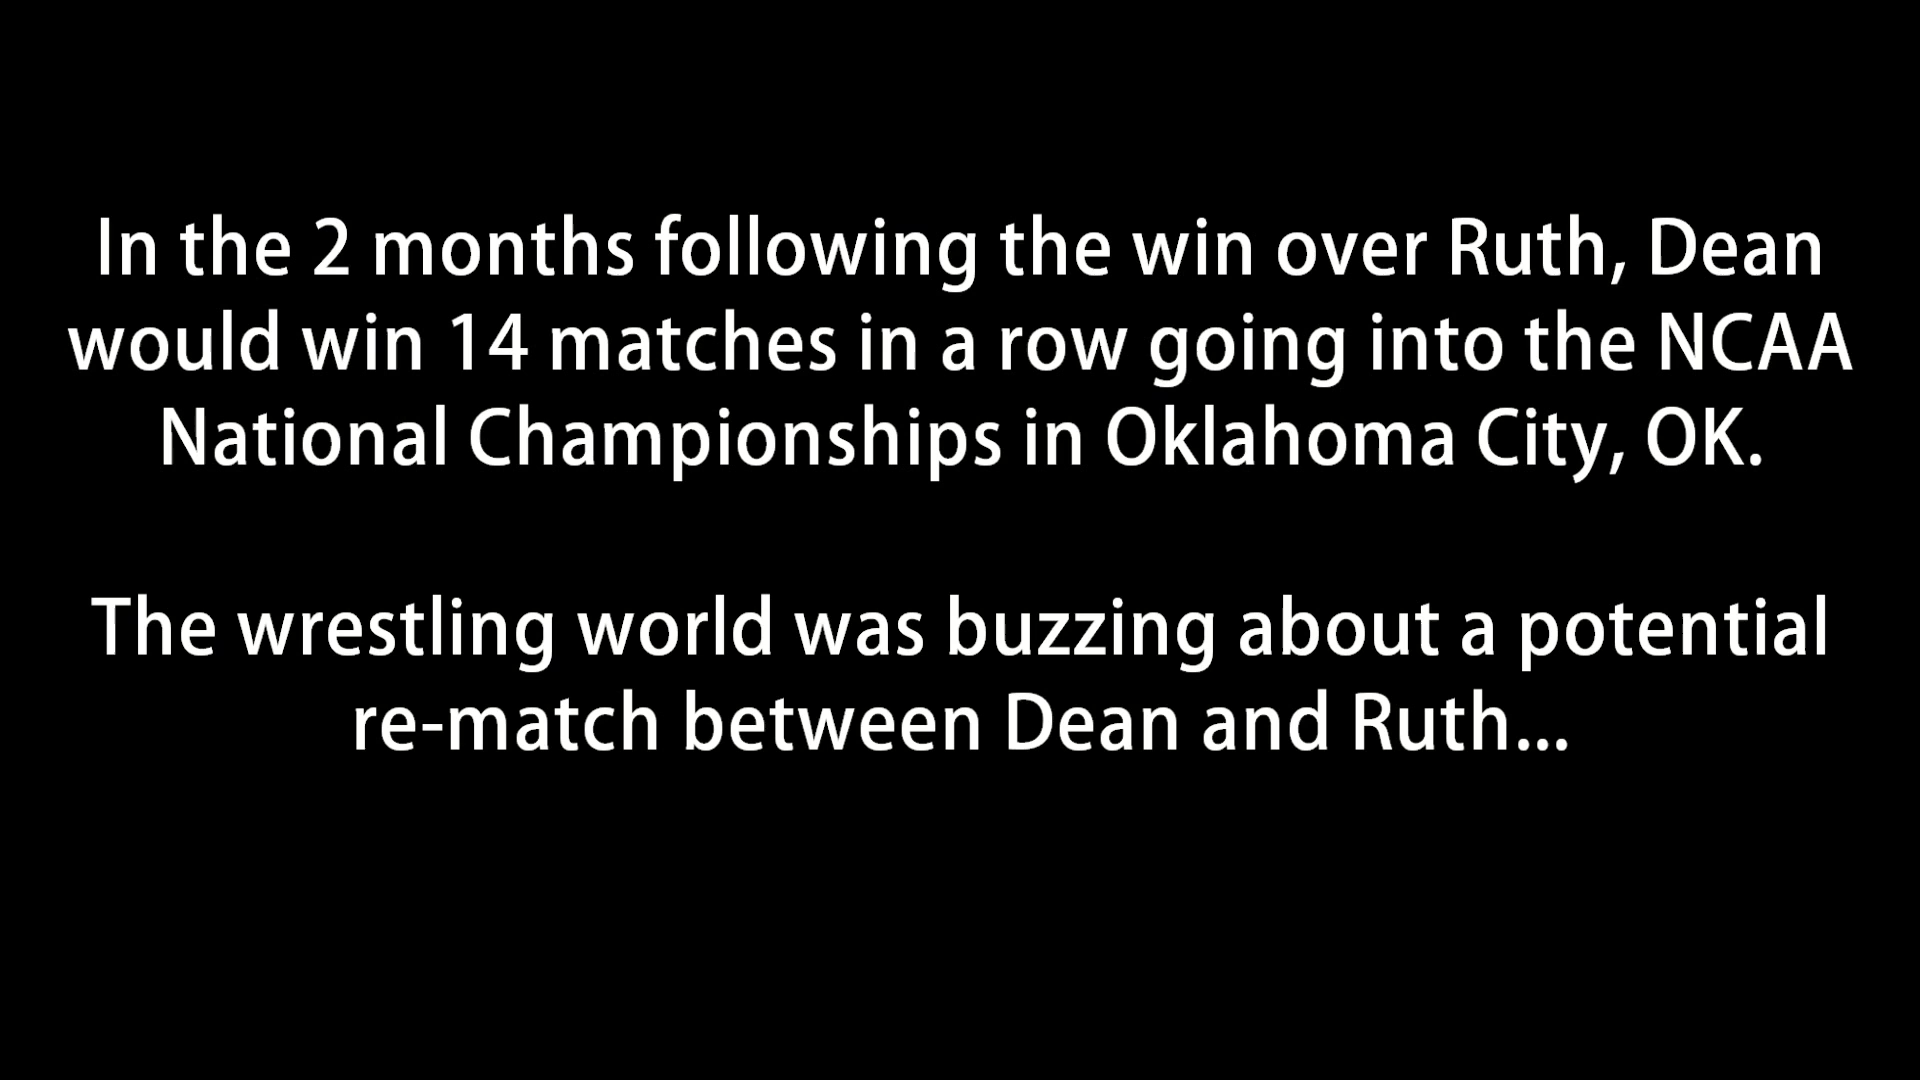 In the 2 months following the win over Ruth, Dean
would win 14 matches in a row going into the NCAA
National Championships in Oklahoma City, OK.
The wrestling world was buzzing about a potential
re-match between Dean and Ruth...